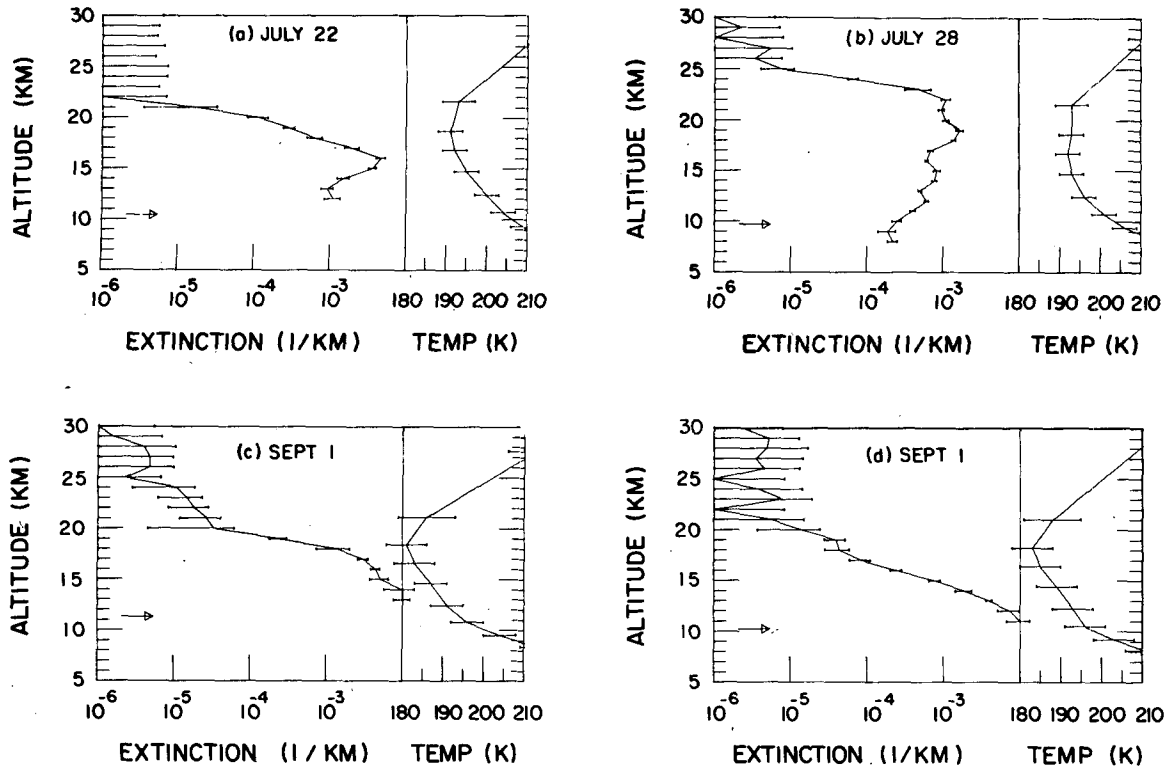 (a) JULY 22
ALTITUDE (KM)
30
25
20
15
10
5
10^-6 10^-5 10^-4 10^-3 180 190 200 210
EXTINCTION (1/KM) TEMP (K)
(b) JULY 28
ALTITUDE (KM)
30
25
20
15
10
5
10^-6 10^-5 10^-4 10^-3 180 190 200 210
EXTINCTION (1/KM) TEMP (K)
(c) SEPT 1
ALTITUDE (KM)
30
25
20
15
10
5
10^-6 10^-5 10^-4 10^-3 180 190 200 210
EXTINCTION (1/KM) TEMP (K)
(d) SEPT 1
ALTITUDE (KM)
30
25
20
15
10
5
10^-6 10^-5 10^-4 10^-3 180 190 200 210
EXTINCTION (1/KM) TEMP (K)